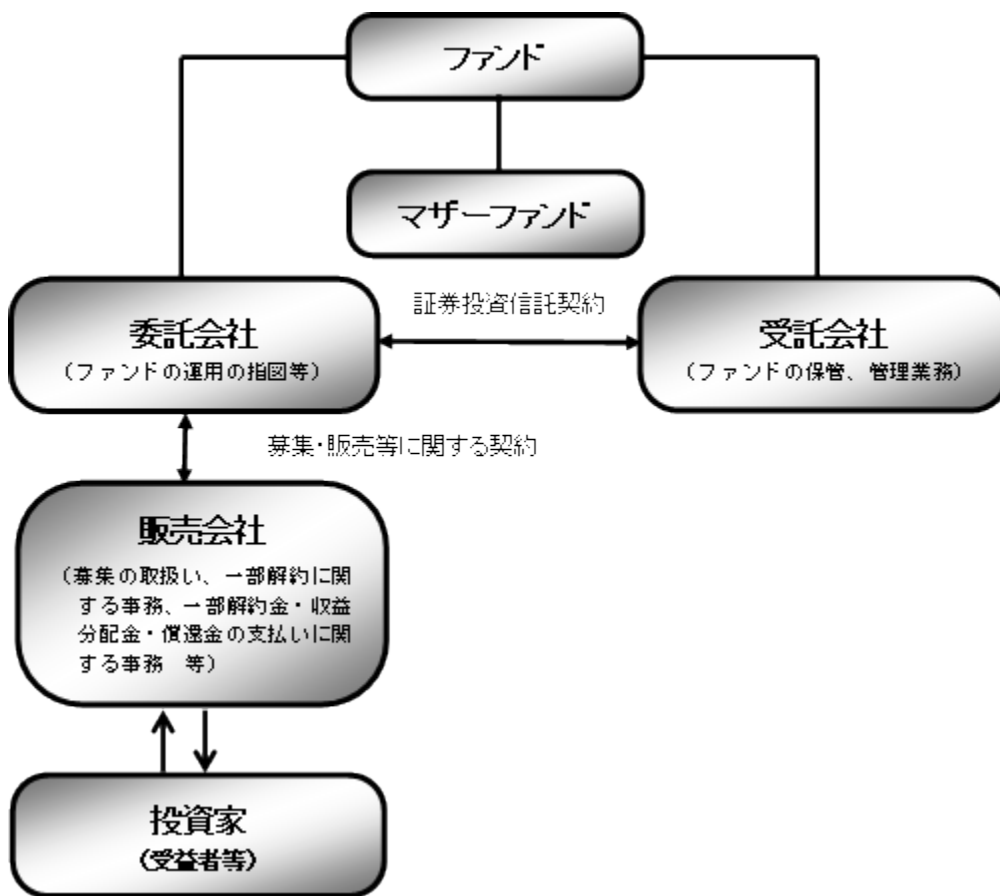 ファンド
マザーファンド
委託会社
（ファンドの運用の指図等）
証券投資信託契約
受託会社
（ファンドの保管、管理業務）
募集・販売等に関する契約
販売会社
（募集の取扱い、一部解約に関
する事務、一部解約金・収益
分配金・償還金の支払いに関
する事務　等）
投資家
（受益者等）